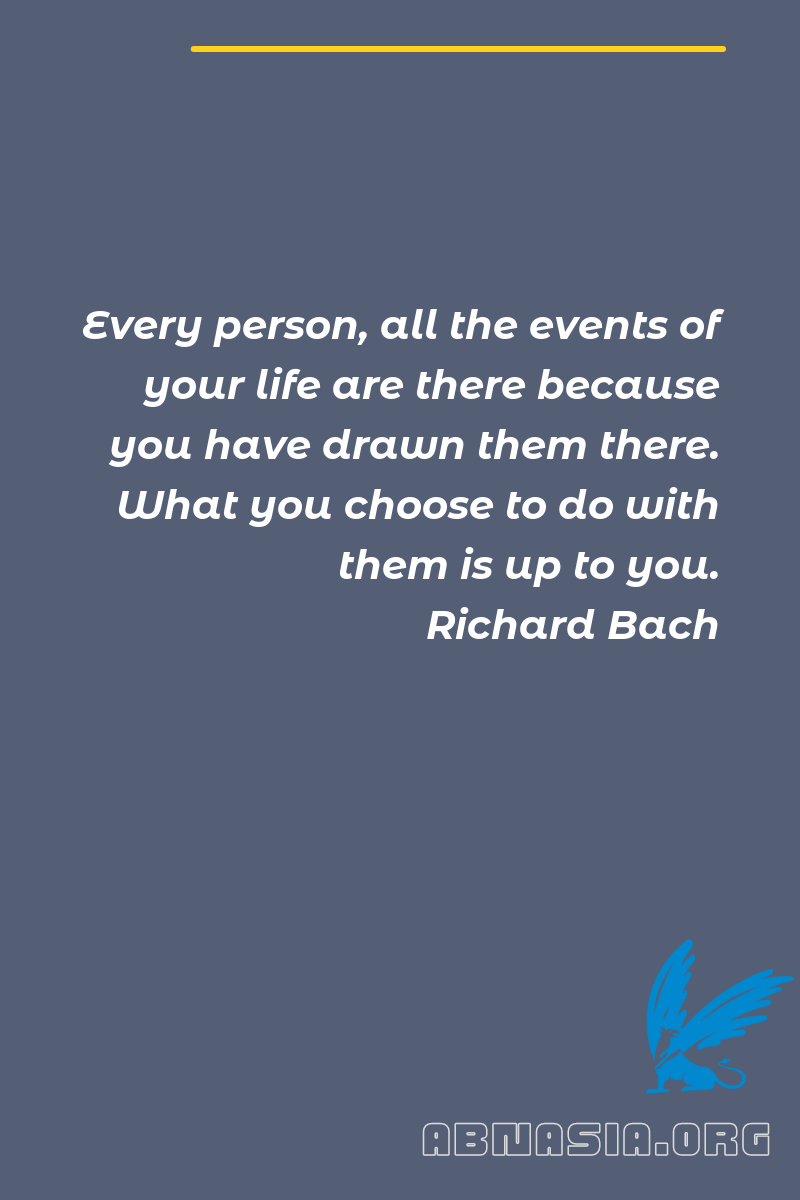 Every person, all the events of
your life are there because
you have drawn them there.
What you choose to do with
them is up to you.
Richard Bach
ABNASIA.ORG